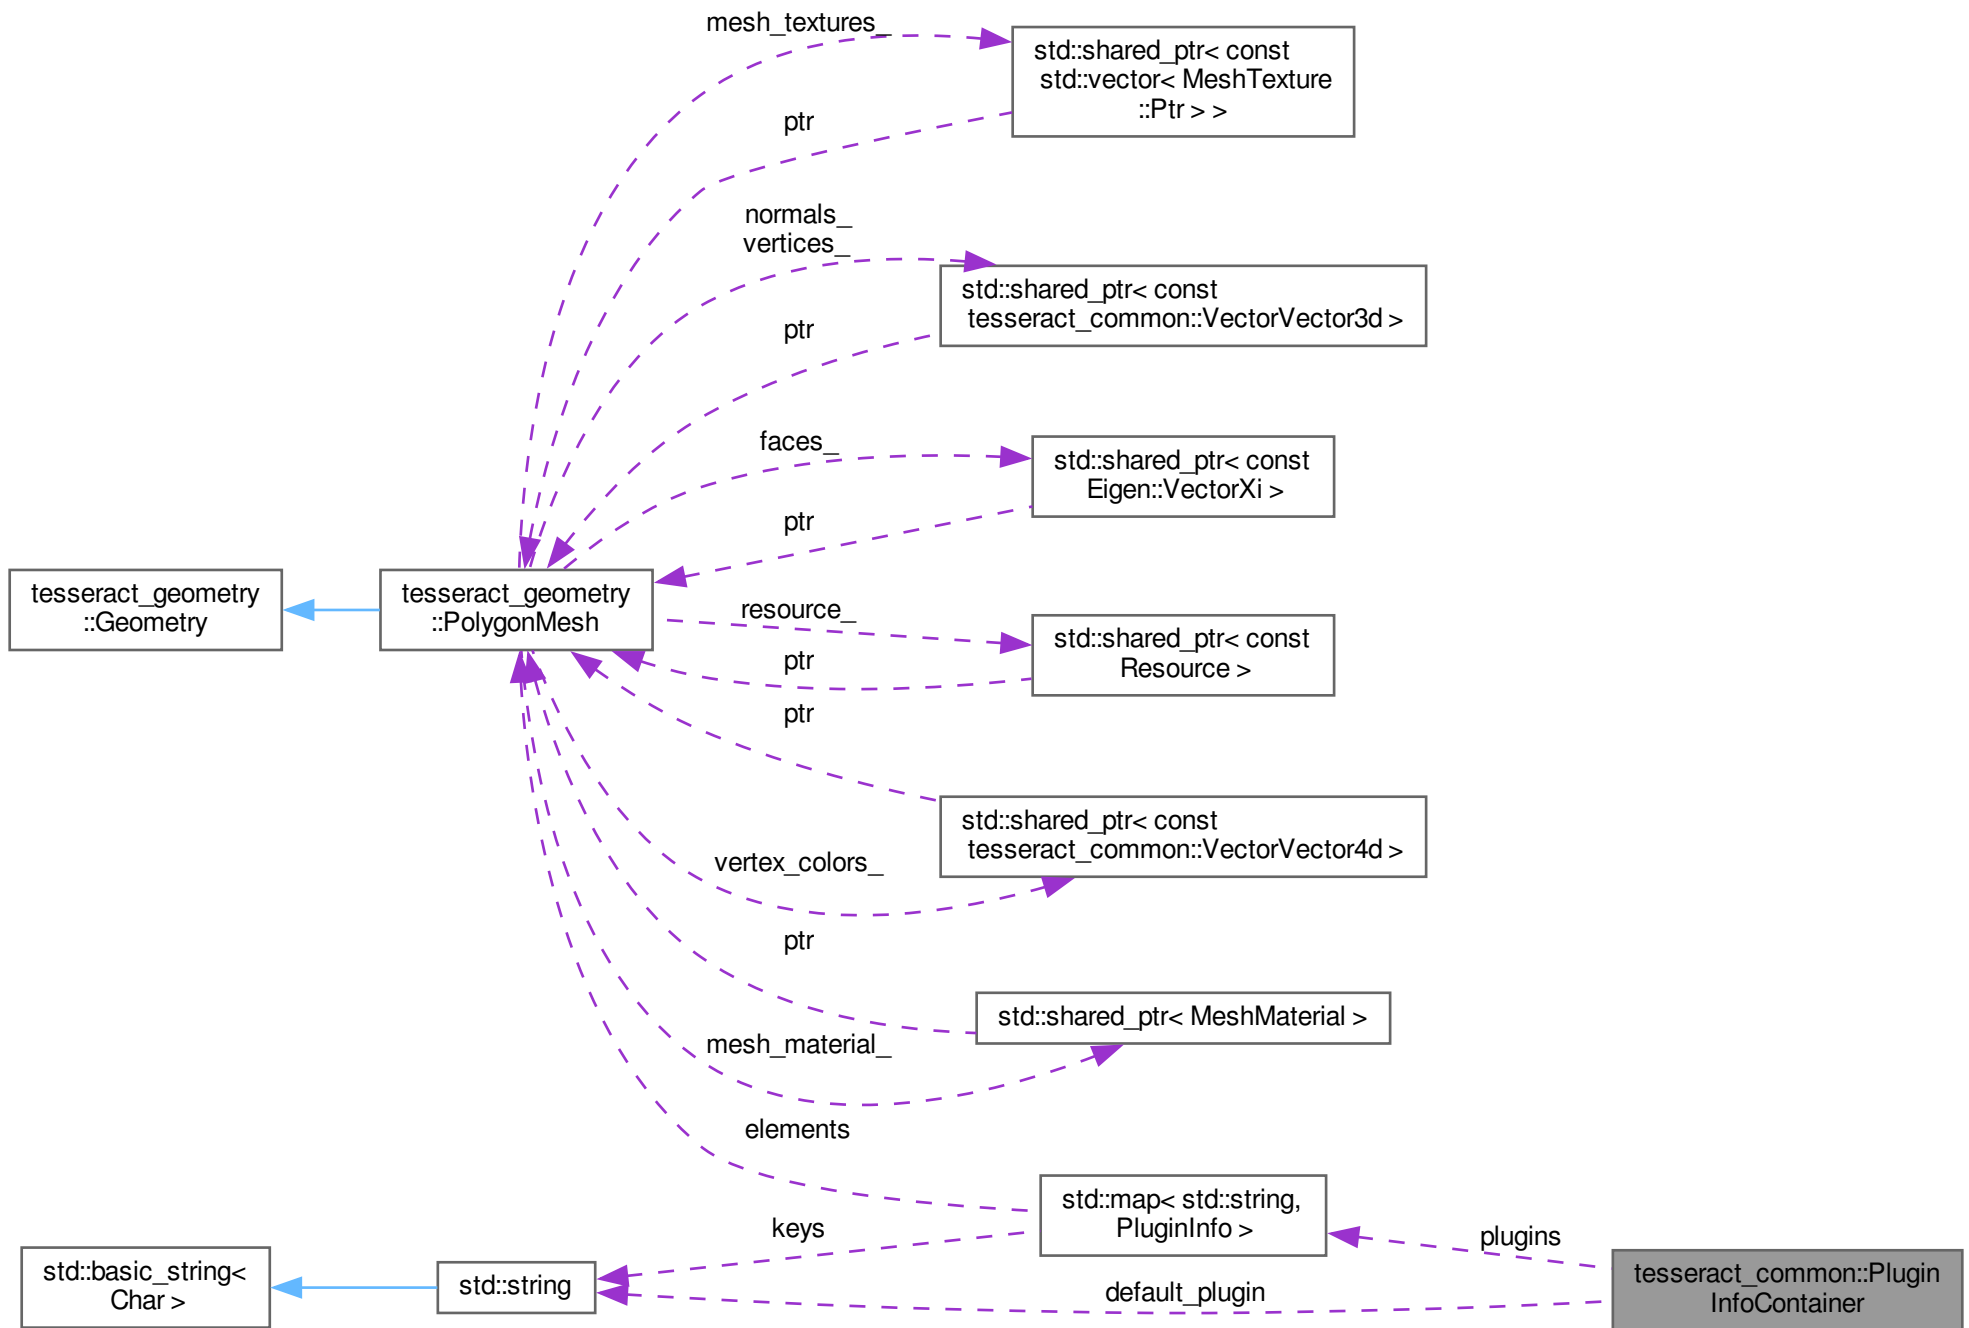 mesh_textures_
std::shared_ptr< const
std::vector< MeshTexture
::Ptr > >
ptr
normals_
vertices_
std::shared_ptr< const
tesseract_common::VectorVector3d >
ptr
faces_
std::shared_ptr< const
Eigen::VectorXi >
ptr
tesseract_geometry
::Geometry
tesseract_geometry
::PolygonMesh
resource_
std::shared_ptr< const
Resource >
ptr
ptr
std::shared_ptr< const
tesseract_common::VectorVector4d >
vertex_colors_
ptr
std::shared_ptr< MeshMaterial >
mesh_material_
elements
std::map< std::string,
PluginInfo >
keys
plugins
std::basic_string<
Char >
std::string
default_plugin
tesseract_common::Plugin
InfoContainer